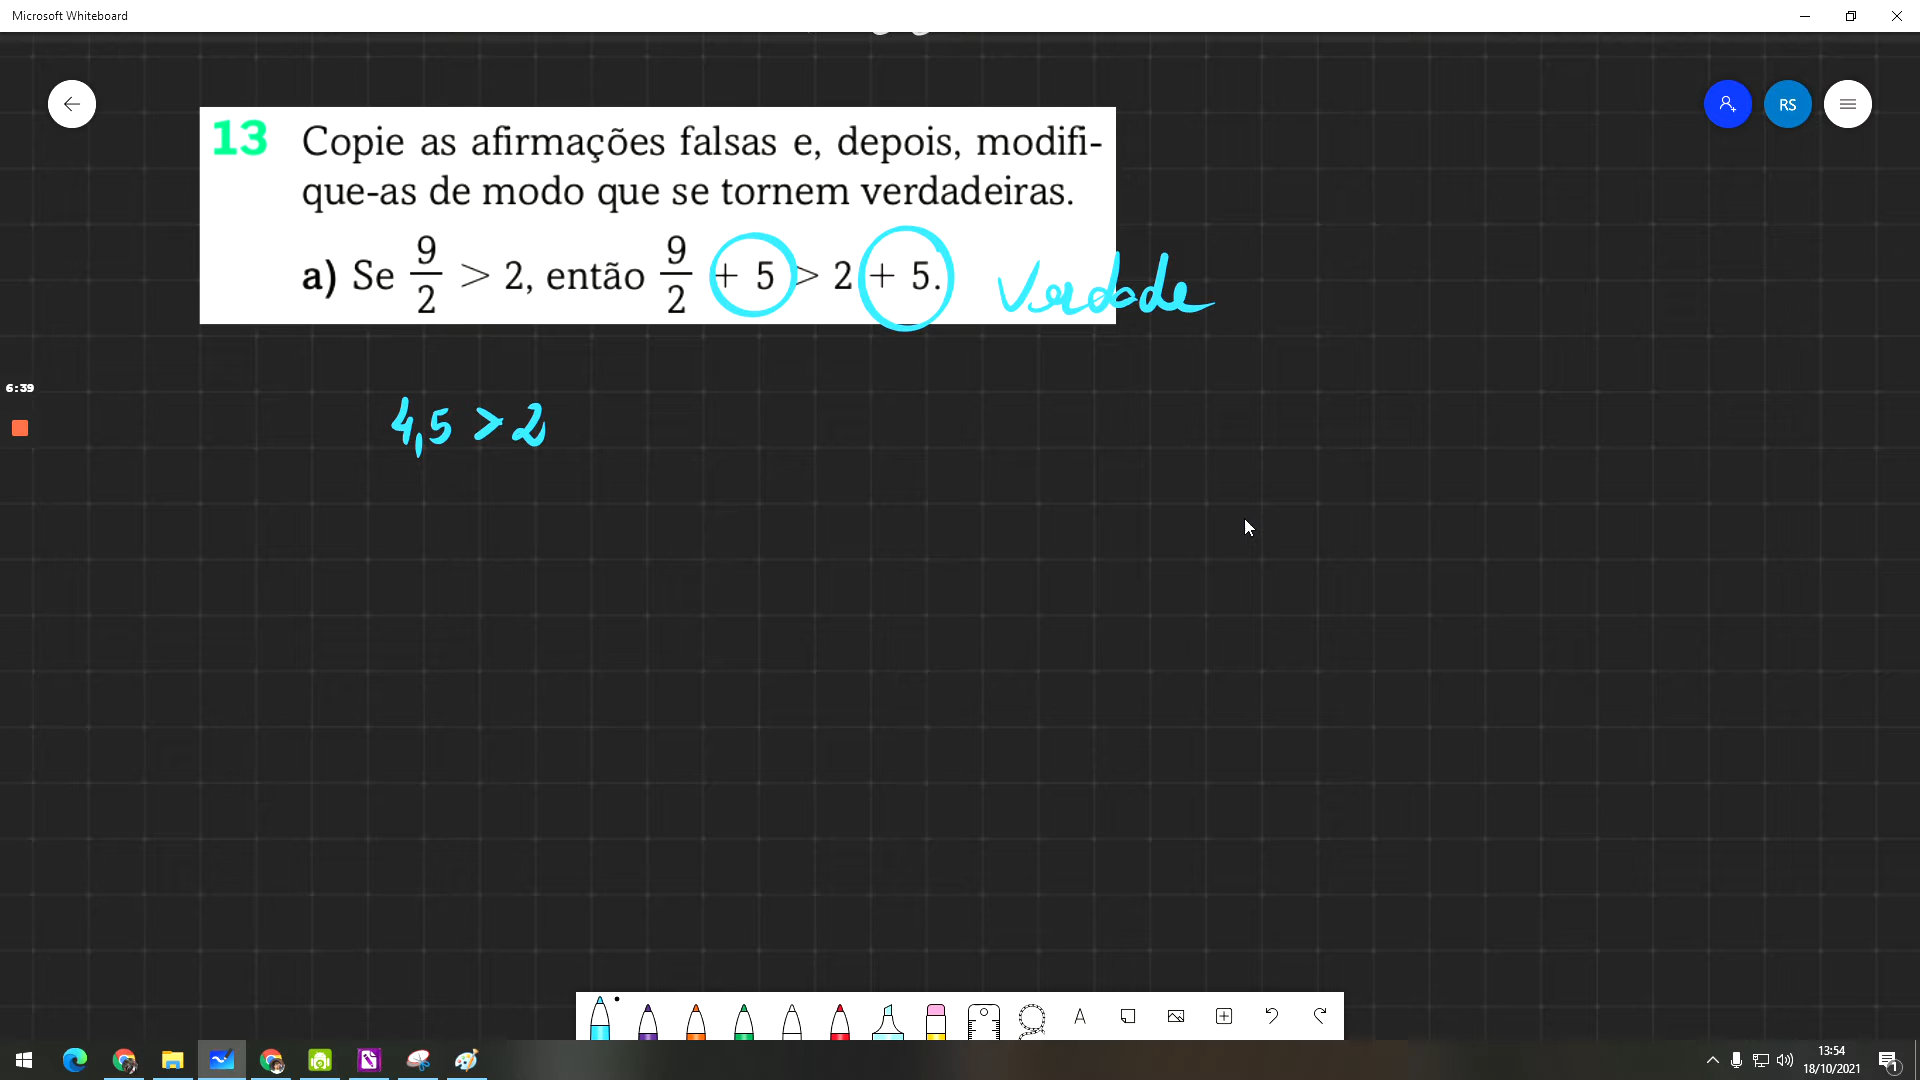 Microsoft Whiteboard
RS
13 Copie as afirmações falsas e, depois, modifi-
que-as de modo que se tornem verdadeiras.
a) Se 9/2 > 2, então 9/2 + 5 > 2 + 5. Verdade
6:39
4,5 > 2
A
13:54
18/10/2021
1